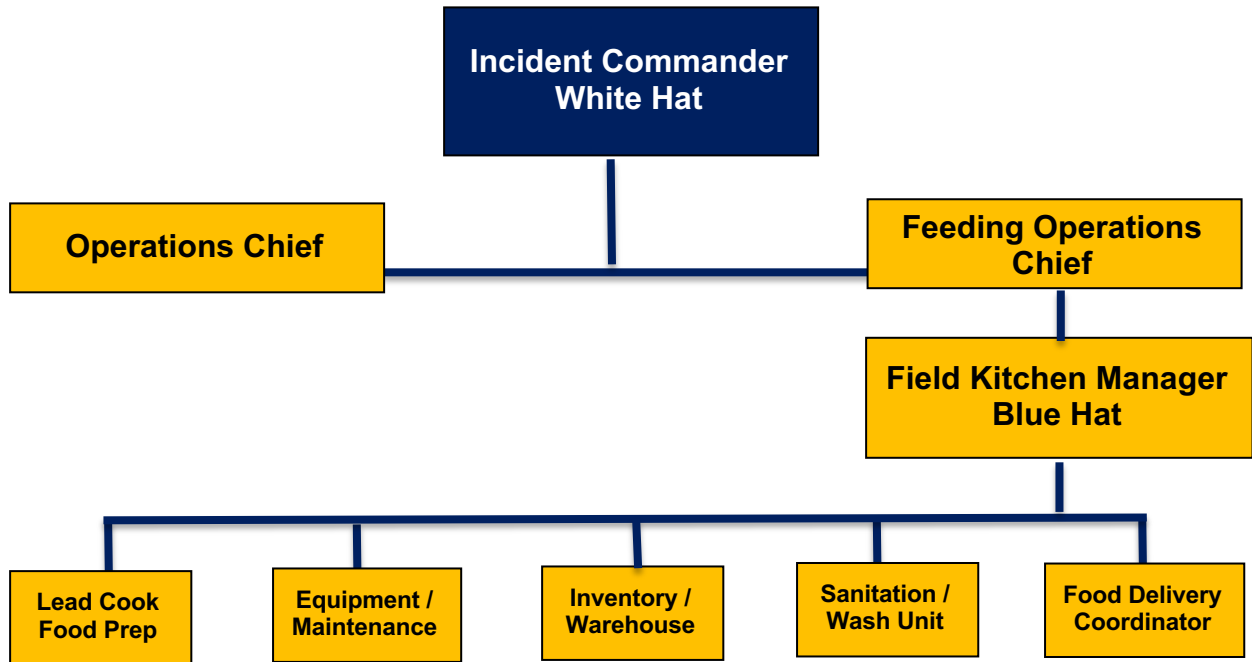 Incident Commander
White Hat
Operations Chief
Feeding Operations
Chief
Field Kitchen Manager
Blue Hat
Lead Cook
Food Prep
Equipment /
Maintenance
Inventory /
Warehouse
Sanitation /
Wash Unit
Food Delivery
Coordinator